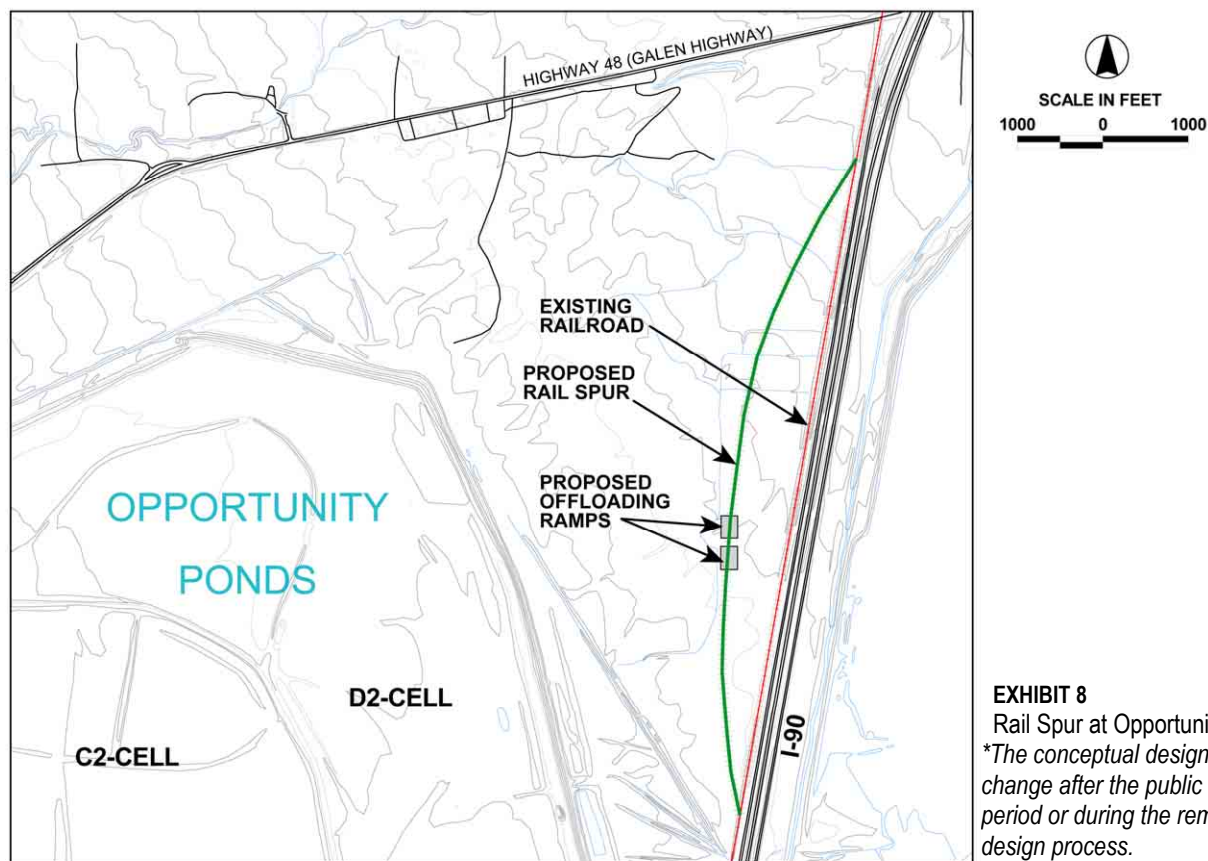 HIGHWAY 48 (GALEN HIGHWAY)
SCALE IN FEET
1000 0 1000
EXISTING
RAILROAD
PROPOSED
RAIL SPUR
PROPOSED
OFFLOADING
RAMPS
OPPORTUNITY
PONDS
D2-CELL
C2-CELL
I-90
EXHIBIT 8
Rail Spur at Opportuni
*The conceptual design
change after the public
period or during the rem
design process.